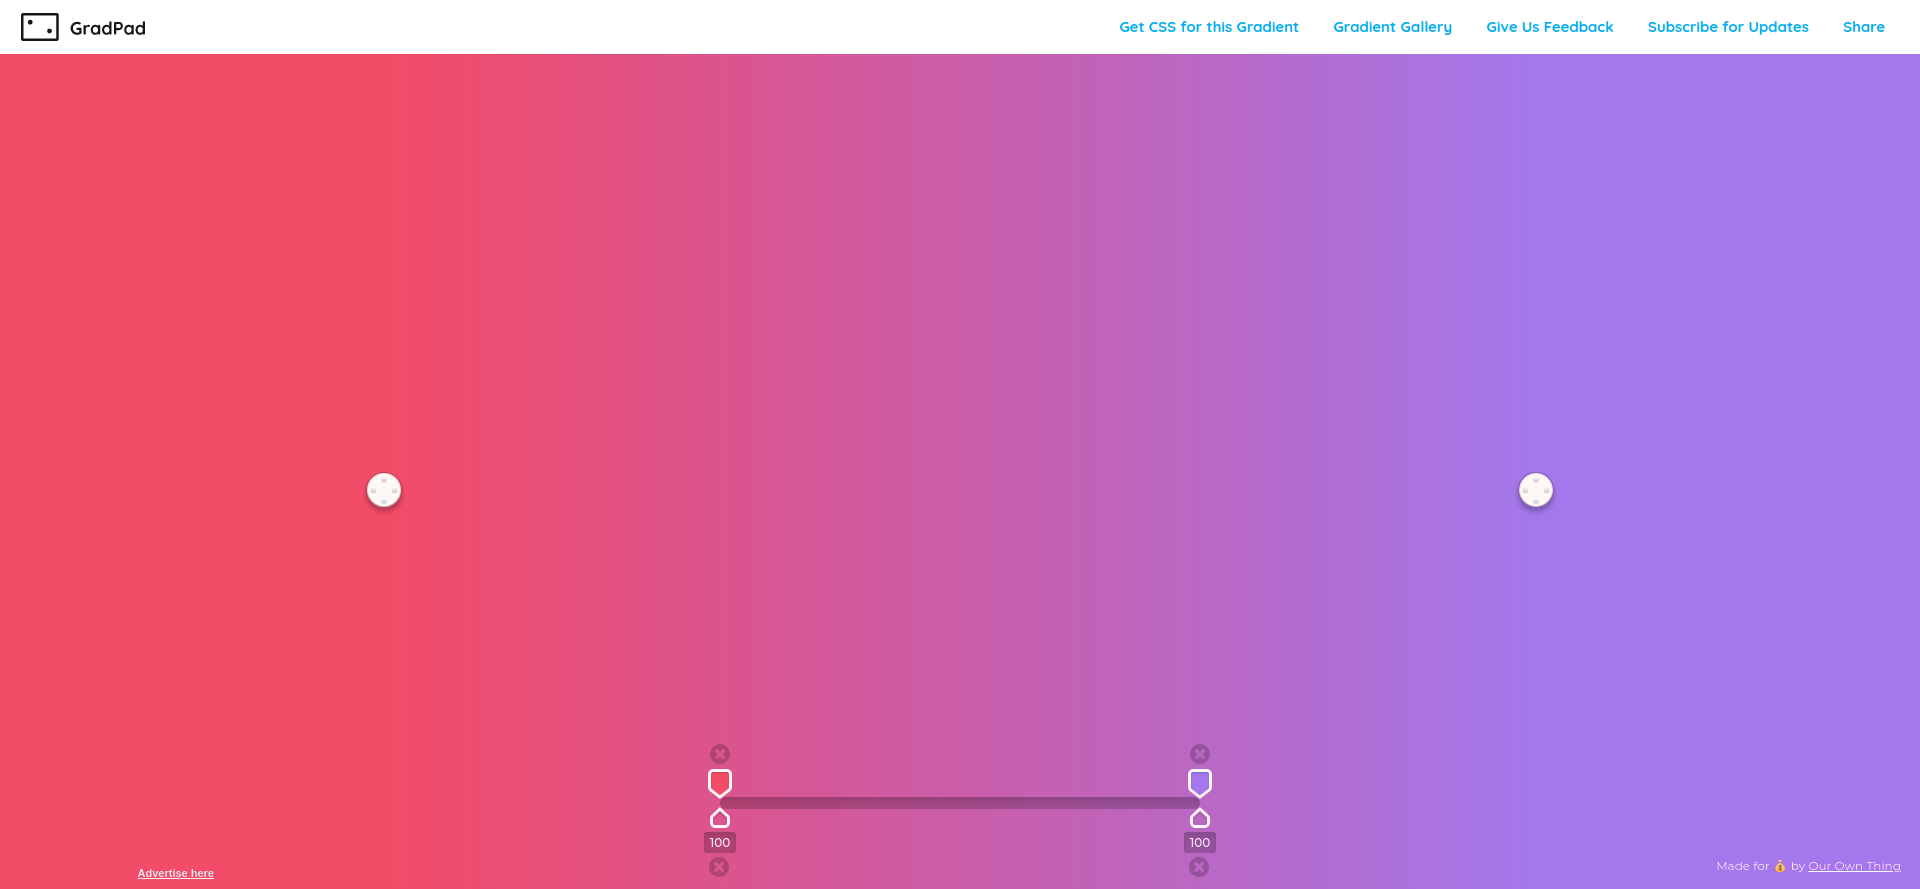 GradPad
Get CSS for this Gradient
Gradient Gallery
Give Us Feedback
Subscribe for Updates
Share
100
100
Advertise here
Made for 💰 by Our Own Thing